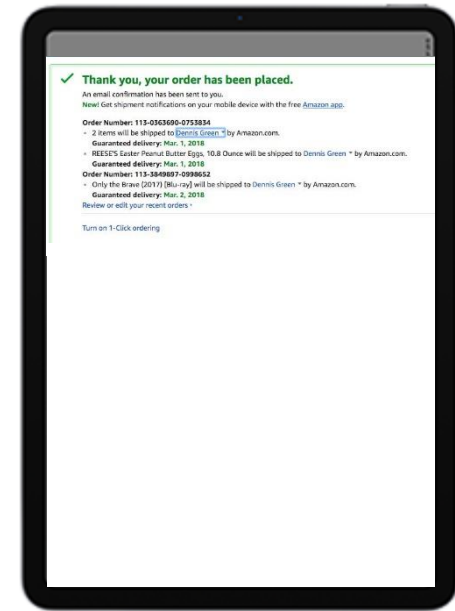 Thank you, your order has been placed.
An email confirmation has been sent to you.
New! Get shipment notifications on your mobile device with the free Amazon app.
Order Number: 113-0363690-0753834
• 2 items will be shipped to Dennis Green by Amazon.com.
Guaranteed delivery: Mar. 1, 2018
• REESE'S Easter Peanut Butter Eggs, 10.8 Ounce will be shipped to Dennis Green by Amazon.com.
Guaranteed delivery: Mar. 1, 2018
Order Number: 113-3849897-0998652
• Only the Brave (2017) [Blu-ray] will be shipped to Dennis Green by Amazon.com.
Guaranteed delivery: Mar. 2, 2018
Review or edit your recent orders ›
Turn on 1-Click ordering